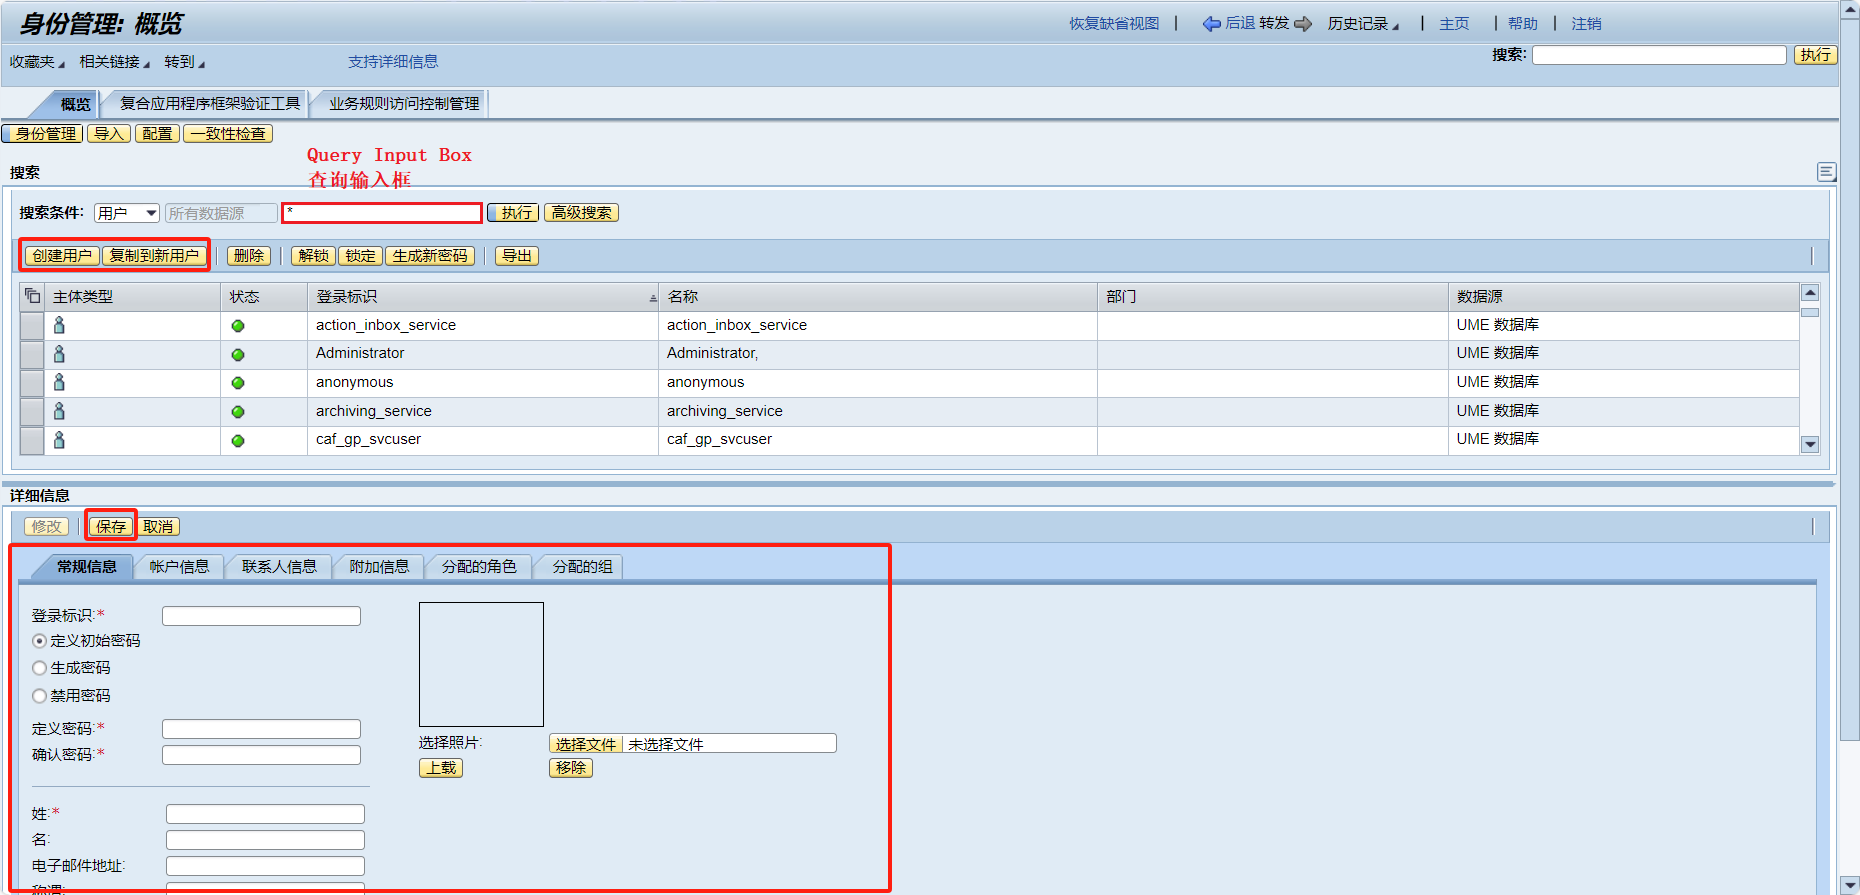 身份管理: 概览
恢复缺省视图 | 后退 转发 历史记录 | 主页 | 帮助 | 注销
收藏夹 相关链接 转到 支持详细信息
搜索: 执行
概览 复合应用程序框架验证工具 业务规则访问控制管理
身份管理 导入 配置 一致性检查
Query Input Box
查询输入框
搜索
搜索条件: 用户 所有数据源 * 执行 高级搜索
创建用户 复制到新用户 删除 解锁 锁定 生成新密码 导出
主体类型 状态 登录标识 名称 部门 数据源
action_inbox_service action_inbox_service UME 数据库
Administrator Administrator, UME 数据库
anonymous anonymous UME 数据库
archiving_service archiving_service UME 数据库
caf_gp_svcuser caf_gp_svcuser UME 数据库
详细信息
修改 保存 取消
常规信息 帐户信息 联系人信息 附加信息 分配的角色 分配的组
登录标识:*
定义初始密码
生成密码
禁用密码
定义密码:*
确认密码:*
选择照片: 选择文件 未选择文件
上载 移除
姓:*
名:
电子邮件地址:
称谓: